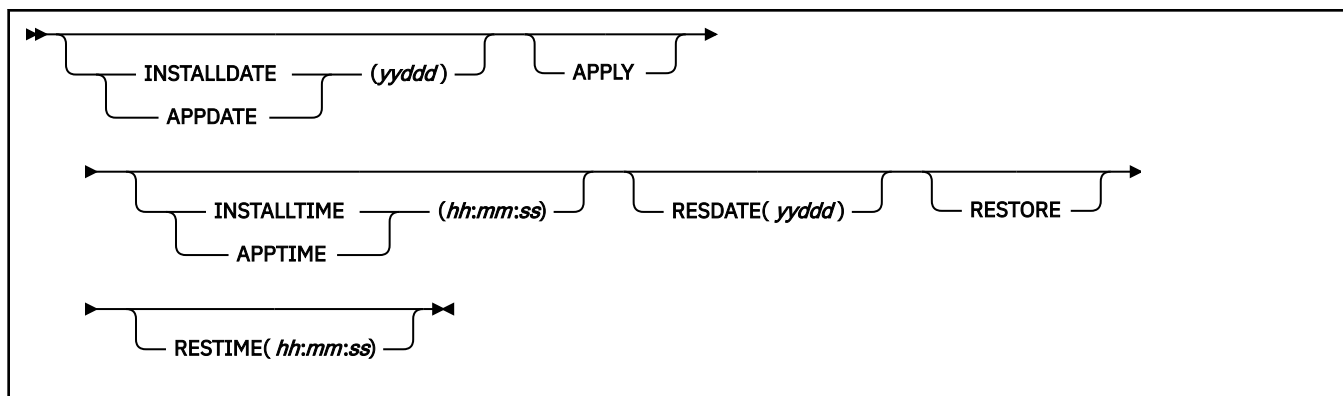 INSTALLDATE (yyddd) APPLY
APPDATE
INSTALLTIME (hh:mm:ss) RESDATE( yyddd) RESTORE
APPTIME
RESTIME( hh:mm:ss)